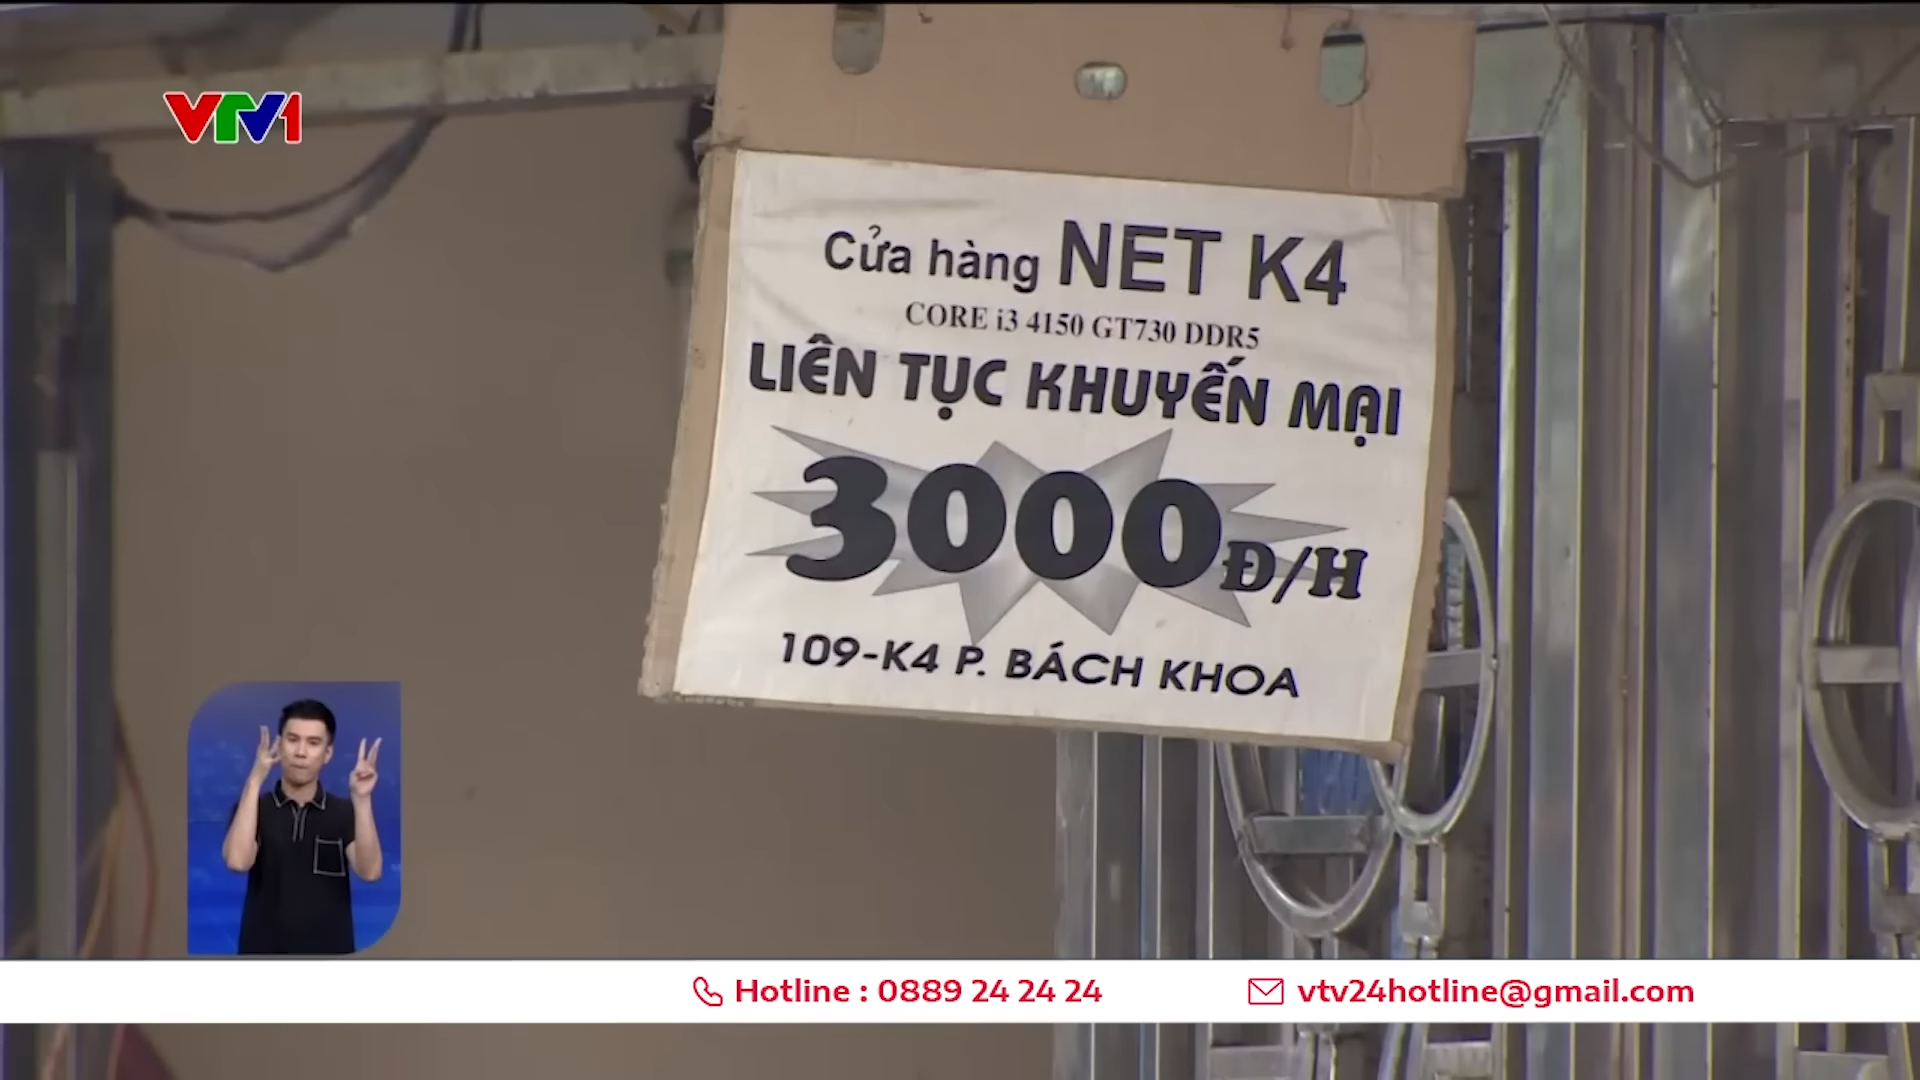 VTV1
Cửa hàng NET K4
CORE i3 4150 GT730 DDR5
LIÊN TỤC KHUYẾN MẠI
3000Đ/H
109-K4 P. BÁCH KHOA
Hotline : 0889 24 24 24
vtv24hotline@gmail.com